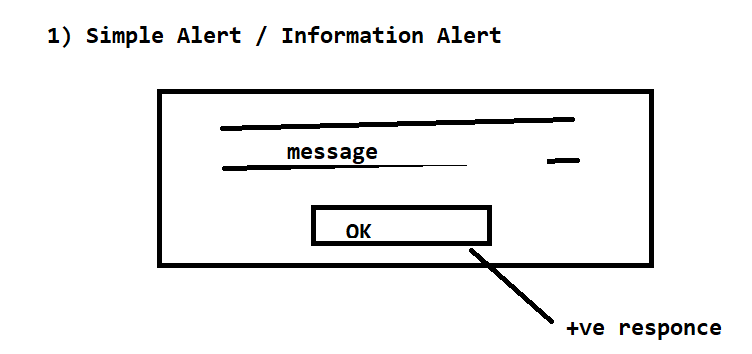 1) Simple Alert / Information Alert
message
OK
+ve responce